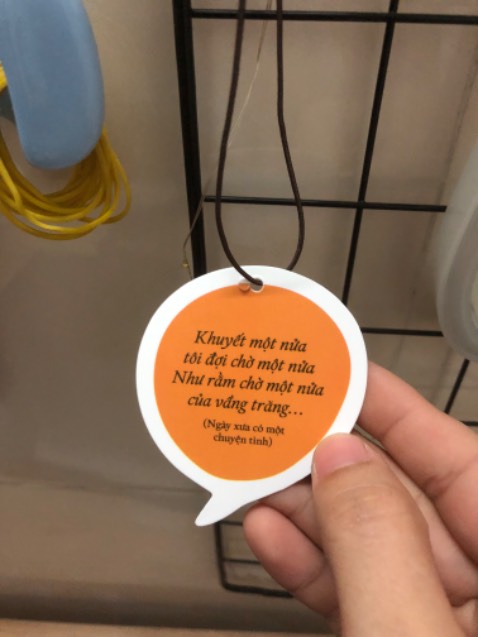 Khuyết một nửa
tôi đợi chờ một nửa
Như rằm chờ một nửa
của vầng trăng...
(Ngày xưa có một
chuyện tình)